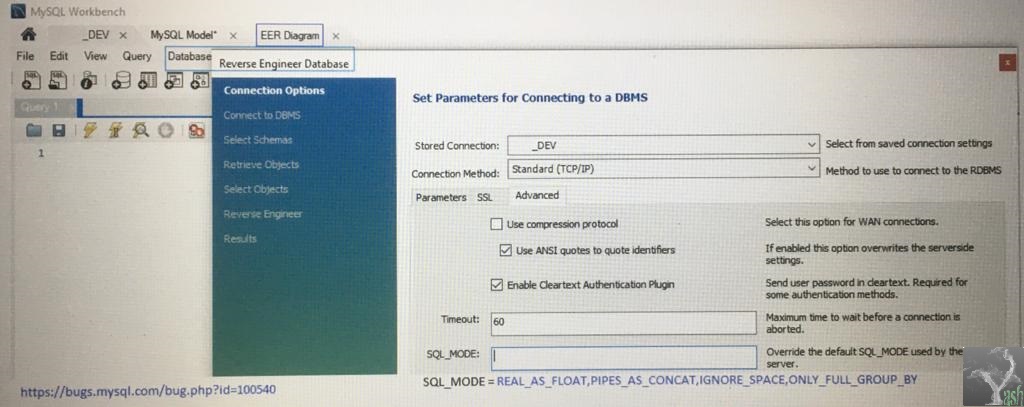 MySQL Workbench
_DEV ×
MySQL Model* ×
EER Diagram ×
File Edit View Query Database
Reverse Engineer Database
x
Query 1
1
Connection Options
Connect to DBMS
Select Schemas
Retrieve Objects
Select Objects
Reverse Engineer
Results
Set Parameters for Connecting to a DBMS
Stored Connection: _DEV Select from saved connection settings
Connection Method: Standard (TCP/IP) Method to use to connect to the RDBMS
Parameters SSL Advanced
Use compression protocol Select this option for WAN connections.
Use ANSI quotes to quote identifiers If enabled this option overwrites the serverside
settings.
Enable Cleartext Authentication Plugin Send user password in cleartext. Required for
some authentication methods.
Timeout: 60 Maximum time to wait before a connection is
aborted.
SQL_MODE: Override the default SQL_MODE used by the
server.
SQL_MODE = REAL_AS_FLOAT,PIPES_AS_CONCAT,IGNORE_SPACE,ONLY_FULL_GROUP_BY
https://bugs.mysql.com/bug.php?id=100540
Yash